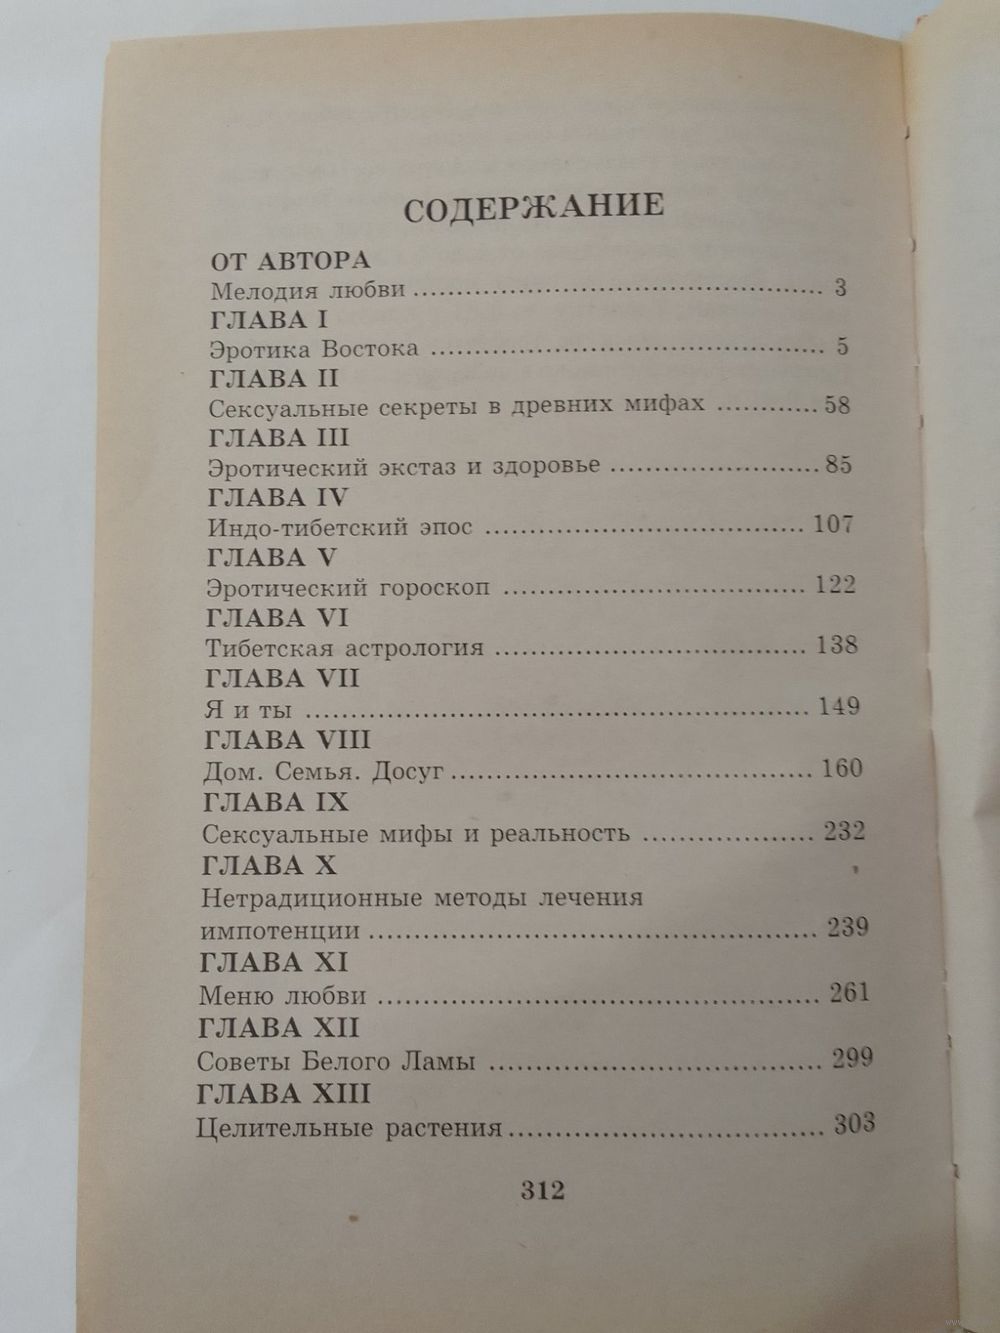 СОДЕРЖАНИЕ
ОТ АВТОРА
Мелодия любви ................................................ 3
ГЛАВА I
Эротика Востока ............................................. 5
ГЛАВА II
Сексуальные секреты в древних мифах ............ 58
ГЛАВА III
Эротический экстаз и здоровье ........................ 85
ГЛАВА IV
Индо-тибетский эпос .................................... 107
ГЛАВА V
Эротический гороскоп .................................. 122
ГЛАВА VI
Тибетская астрология ................................... 138
ГЛАВА VII
Я и ты ......................................................... 149
ГЛАВА VIII
Дом. Семья. Досуг ......................................... 160
ГЛАВА IX
Сексуальные мифы и реальность ................... 232
ГЛАВА X
Нетрадиционные методы лечения
импотенции .................................................. 239
ГЛАВА XI
Меню любви ................................................. 261
ГЛАВА XII
Советы Белого Ламы ..................................... 299
ГЛАВА XIII
Целительные растения ................................... 303
312